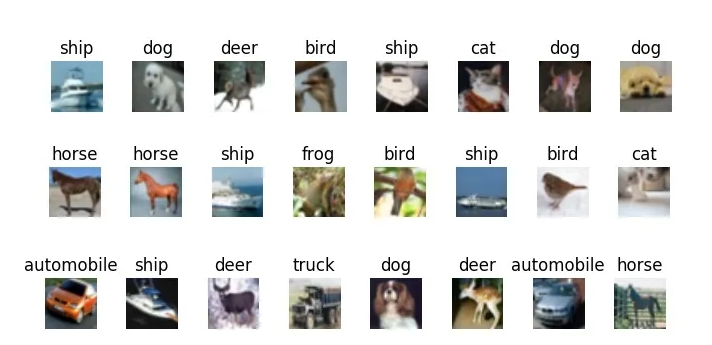 ship dog deer bird ship cat dog dog
horse horse ship frog bird ship bird cat
automobile ship deer truck dog deer automobile horse